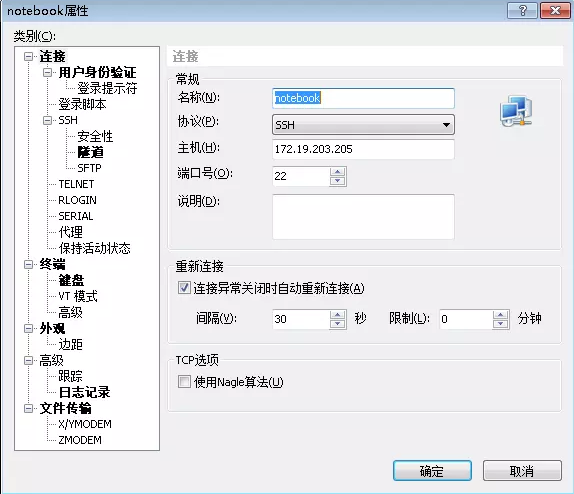 notebook属性
类别(C):
连接
用户身份验证
登录提示符
登录脚本
SSH
安全性
隧道
SFTP
TELNET
RLOGIN
SERIAL
代理
保持活动状态
终端
键盘
VT 模式
高级
外观
边距
高级
跟踪
日志记录
文件传输
X/YMODEM
ZMODEM
连接
常规
名称(N): notebook
协议(P): SSH
主机(H): 172.19.203.205
端口号(O): 22
说明(D):
重新连接
连接异常关闭时自动重新连接(A)
间隔(V): 30 秒 限制(L): 0 分钟
TCP选项
使用Nagle算法(U)
确定 取消